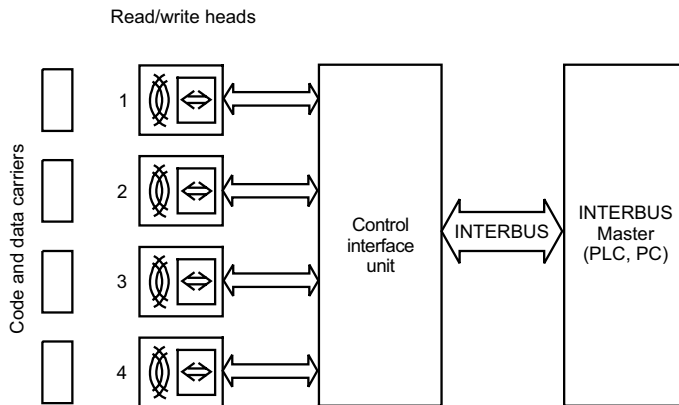 Read/write heads
Code and data carriers
1
2
3
4
Control
interface
unit
INTERBUS
INTERBUS
Master
(PLC, PC)